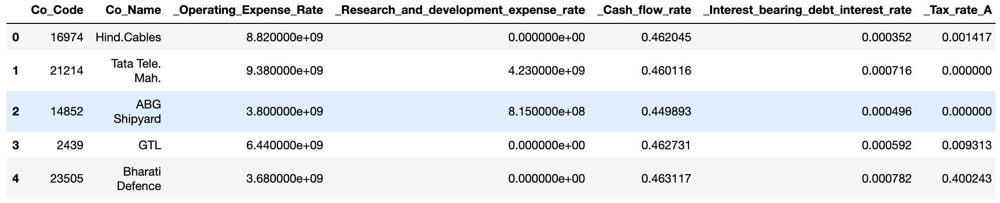 Co_Code Co_Name _Operating_Expense_Rate _Research_and_development_expense_rate _Cash_flow_rate _Interest_bearing_debt_interest_rate _Tax_rate_A
0 16974 Hind.Cables 8.820000e+09 0.000000e+00 0.462045 0.000352 0.001417
1 21214 Tata Tele. Mah. 9.380000e+09 4.230000e+09 0.460116 0.000716 0.000000
2 14852 ABG Shipyard 3.800000e+09 8.150000e+08 0.449893 0.000496 0.000000
3 2439 GTL 6.440000e+09 0.000000e+00 0.462731 0.000592 0.009313
4 23505 Bharati Defence 3.680000e+09 0.000000e+00 0.463117 0.000782 0.400243